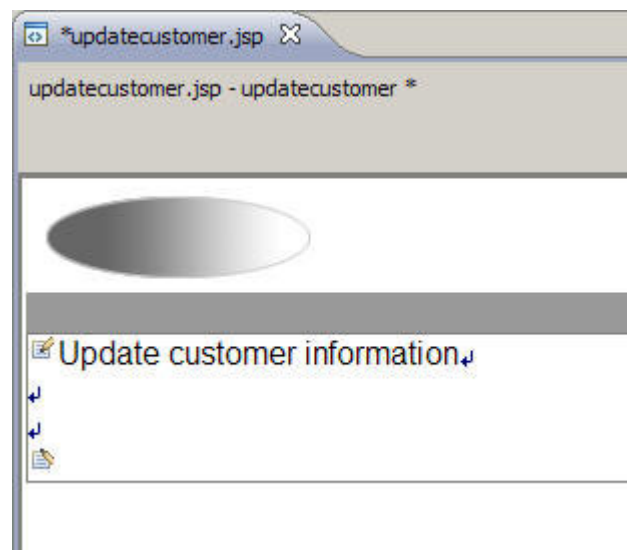 *updatecustomer.jsp
updatecustomer.jsp - updatecustomer *
Update customer information